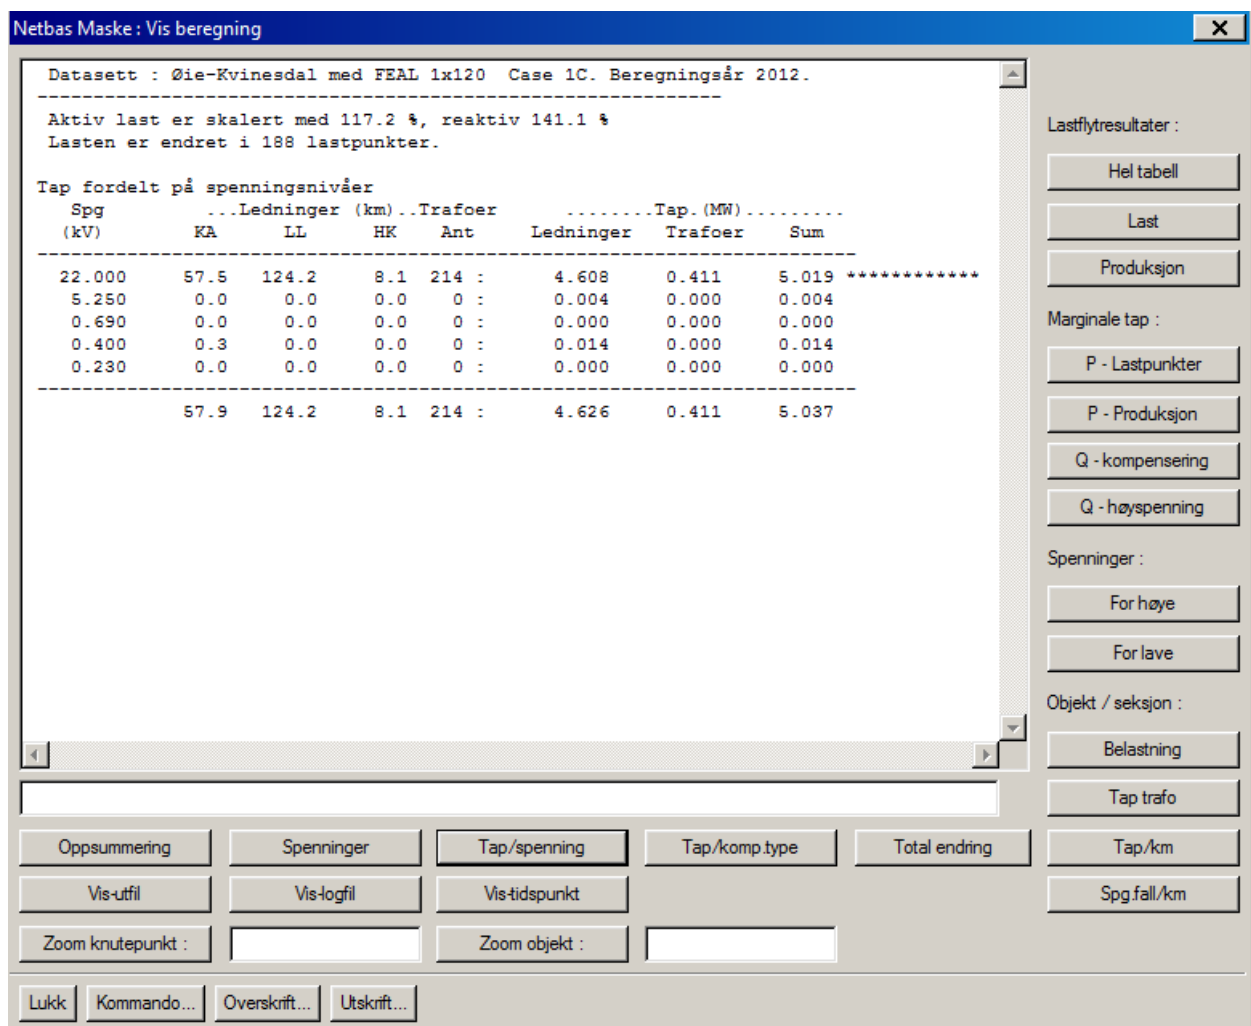 Netbas Maske : Vis beregning
Datasett : Øie-Kvinesdal med FEAL 1x120  Case 1C. Beregningsår 2012.
--------------------------------------------------------------
Aktiv last er skalert med 117.2 %, reaktiv 141.1 %
Lasten er endret i 188 lastpunkter.
Tap fordelt på spenningsnivåer
Spg ...Ledninger (km)..Trafoer ........Tap.(MW).........
(kV) KA LL HK Ant Ledninger Trafoer Sum
--------------------------------------------------------------------------
22.000 57.5 124.2 8.1 214 : 4.608 0.411 5.019 ************
5.250 0.0 0.0 0.0 0 : 0.004 0.000 0.004
0.690 0.0 0.0 0.0 0 : 0.000 0.000 0.000
0.400 0.3 0.0 0.0 0 : 0.014 0.000 0.014
0.230 0.0 0.0 0.0 0 : 0.000 0.000 0.000
--------------------------------------------------------------------------
57.9 124.2 8.1 214 : 4.626 0.411 5.037
Lastflytresultater :
Hel tabell
Last
Produksjon
Marginale tap :
P - Lastpunkter
P - Produksjon
Q - kompensering
Q - høyspenning
Spenninger :
For høye
For lave
Objekt / seksjon :
Belastning
Tap trafo
Tap/km
Spg.fall/km
Oppsummering Spenninger Tap/spenning Tap/komp.type Total endring
Vis-utfil Vis-logfil Vis-tidspunkt
Zoom knutepunkt : Zoom objekt :
Lukk Kommando... Overskrift... Utskrift...